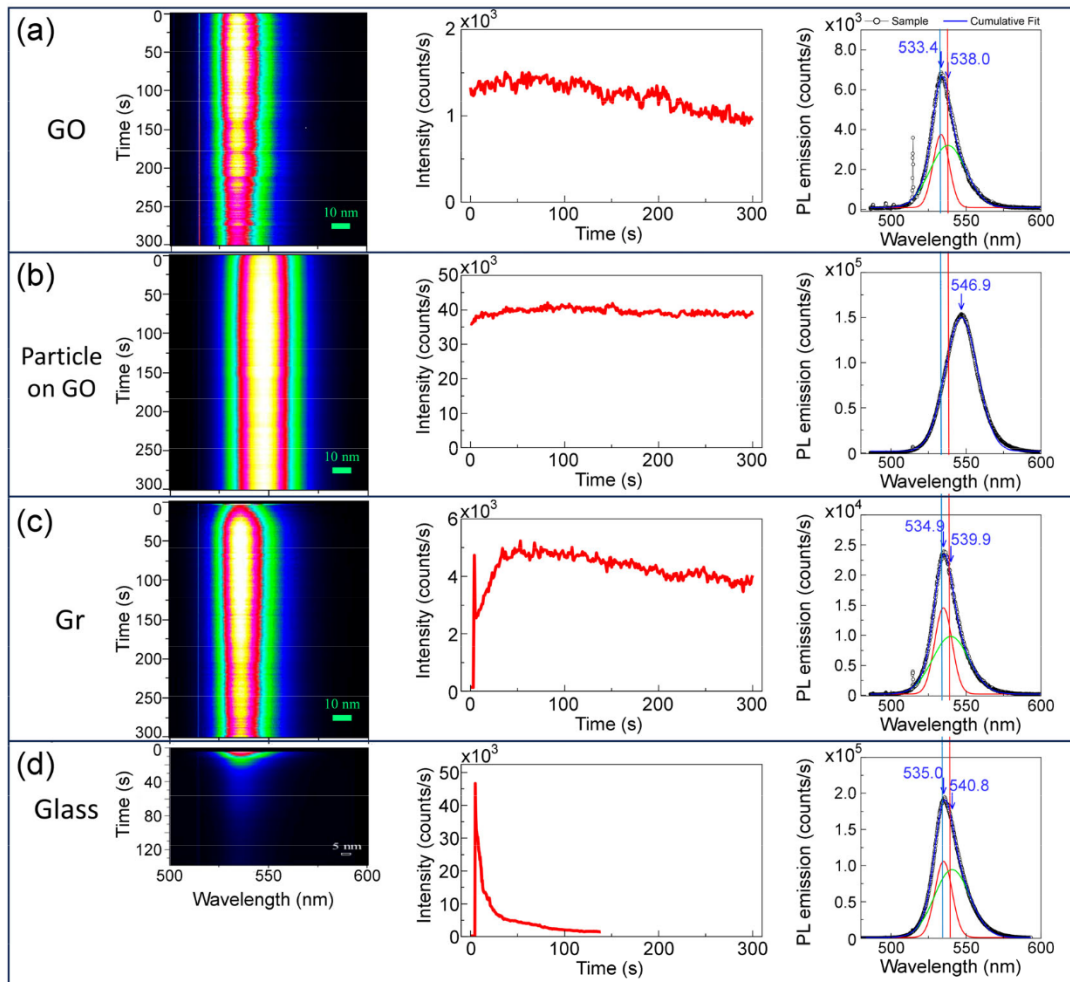 (a)
GO
Time (s)
0
50
100
150
200
250
300
10 nm
×10³
Intensity (counts/s)
2
1
0
0 100 200 300
Time (s)
×10³
Sample Cumulative Fit
533.4
538.0
PL emission (counts/s)
8.0
6.0
4.0
2.0
0
500 550 600
Wavelength (nm)
(b)
Particle
on GO
Time (s)
0
50
100
150
200
250
300
10 nm
×10³
Intensity (counts/s)
50
40
30
20
10
0
0 100 200 300
Time (s)
×10⁵
546.9
PL emission (counts/s)
1.5
1.0
0.5
0
500 550 600
Wavelength (nm)
(c)
Gr
Time (s)
0
50
100
150
200
250
300
10 nm
×10³
Intensity (counts/s)
6
4
2
0
0 100 200 300
Time (s)
×10⁴
534.9
539.9
PL emission (counts/s)
2.5
2.0
1.5
1.0
0.5
0
500 550 600
Wavelength (nm)
(d)
Glass
Time (s)
0
40
80
120
5 nm
500 550 600
Wavelength (nm)
×10³
Intensity (counts/s)
50
40
30
20
10
0
0 100 200 300
Time (s)
×10⁵
535.0
540.8
PL emission (counts/s)
2.0
1.5
1.0
0.5
0
500 550 600
Wavelength (nm)